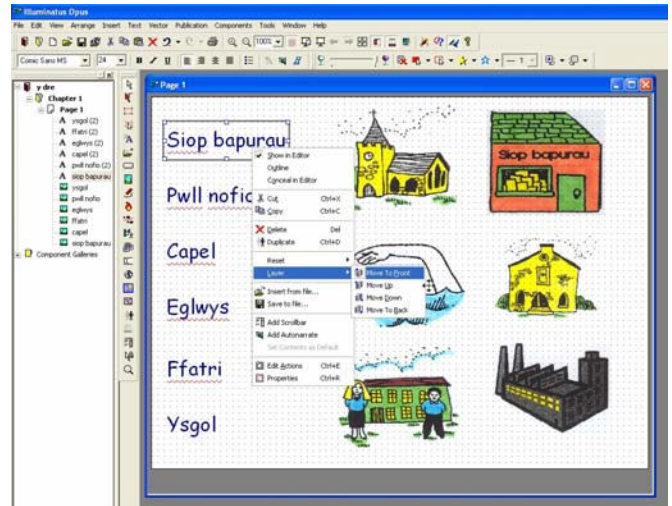 Illuminatus Opus
File Edit View Arrange Insert Text Vector Publication Components Tools Window Help
100%
Comic Sans MS 24
y dre
Chapter 1
Page 1
ysgol (2)
ffatri (2)
eglwys (2)
capel (2)
pwll nofio (2)
siop bapurau
ysgol
pwll nofio
eglwys
ffatri
capel
siop bapurau
Component Galleries
Page 1
Siop bapurau
Pwll nofio
Capel
Eglwys
Ffatri
Ysgol
Siop bapurau
Show in Editor
Outline
Conceal in Editor
Cut Ctrl+X
Copy Ctrl+C
Delete Del
Duplicate Ctrl+D
Reset
Layer
Insert from file...
Save to file...
Add Scrollbar
Add Autonarrate
Set Contents as Default
Edit Actions Ctrl+E
Properties Ctrl+R
Move To Front
Move Up
Move Down
Move To Back